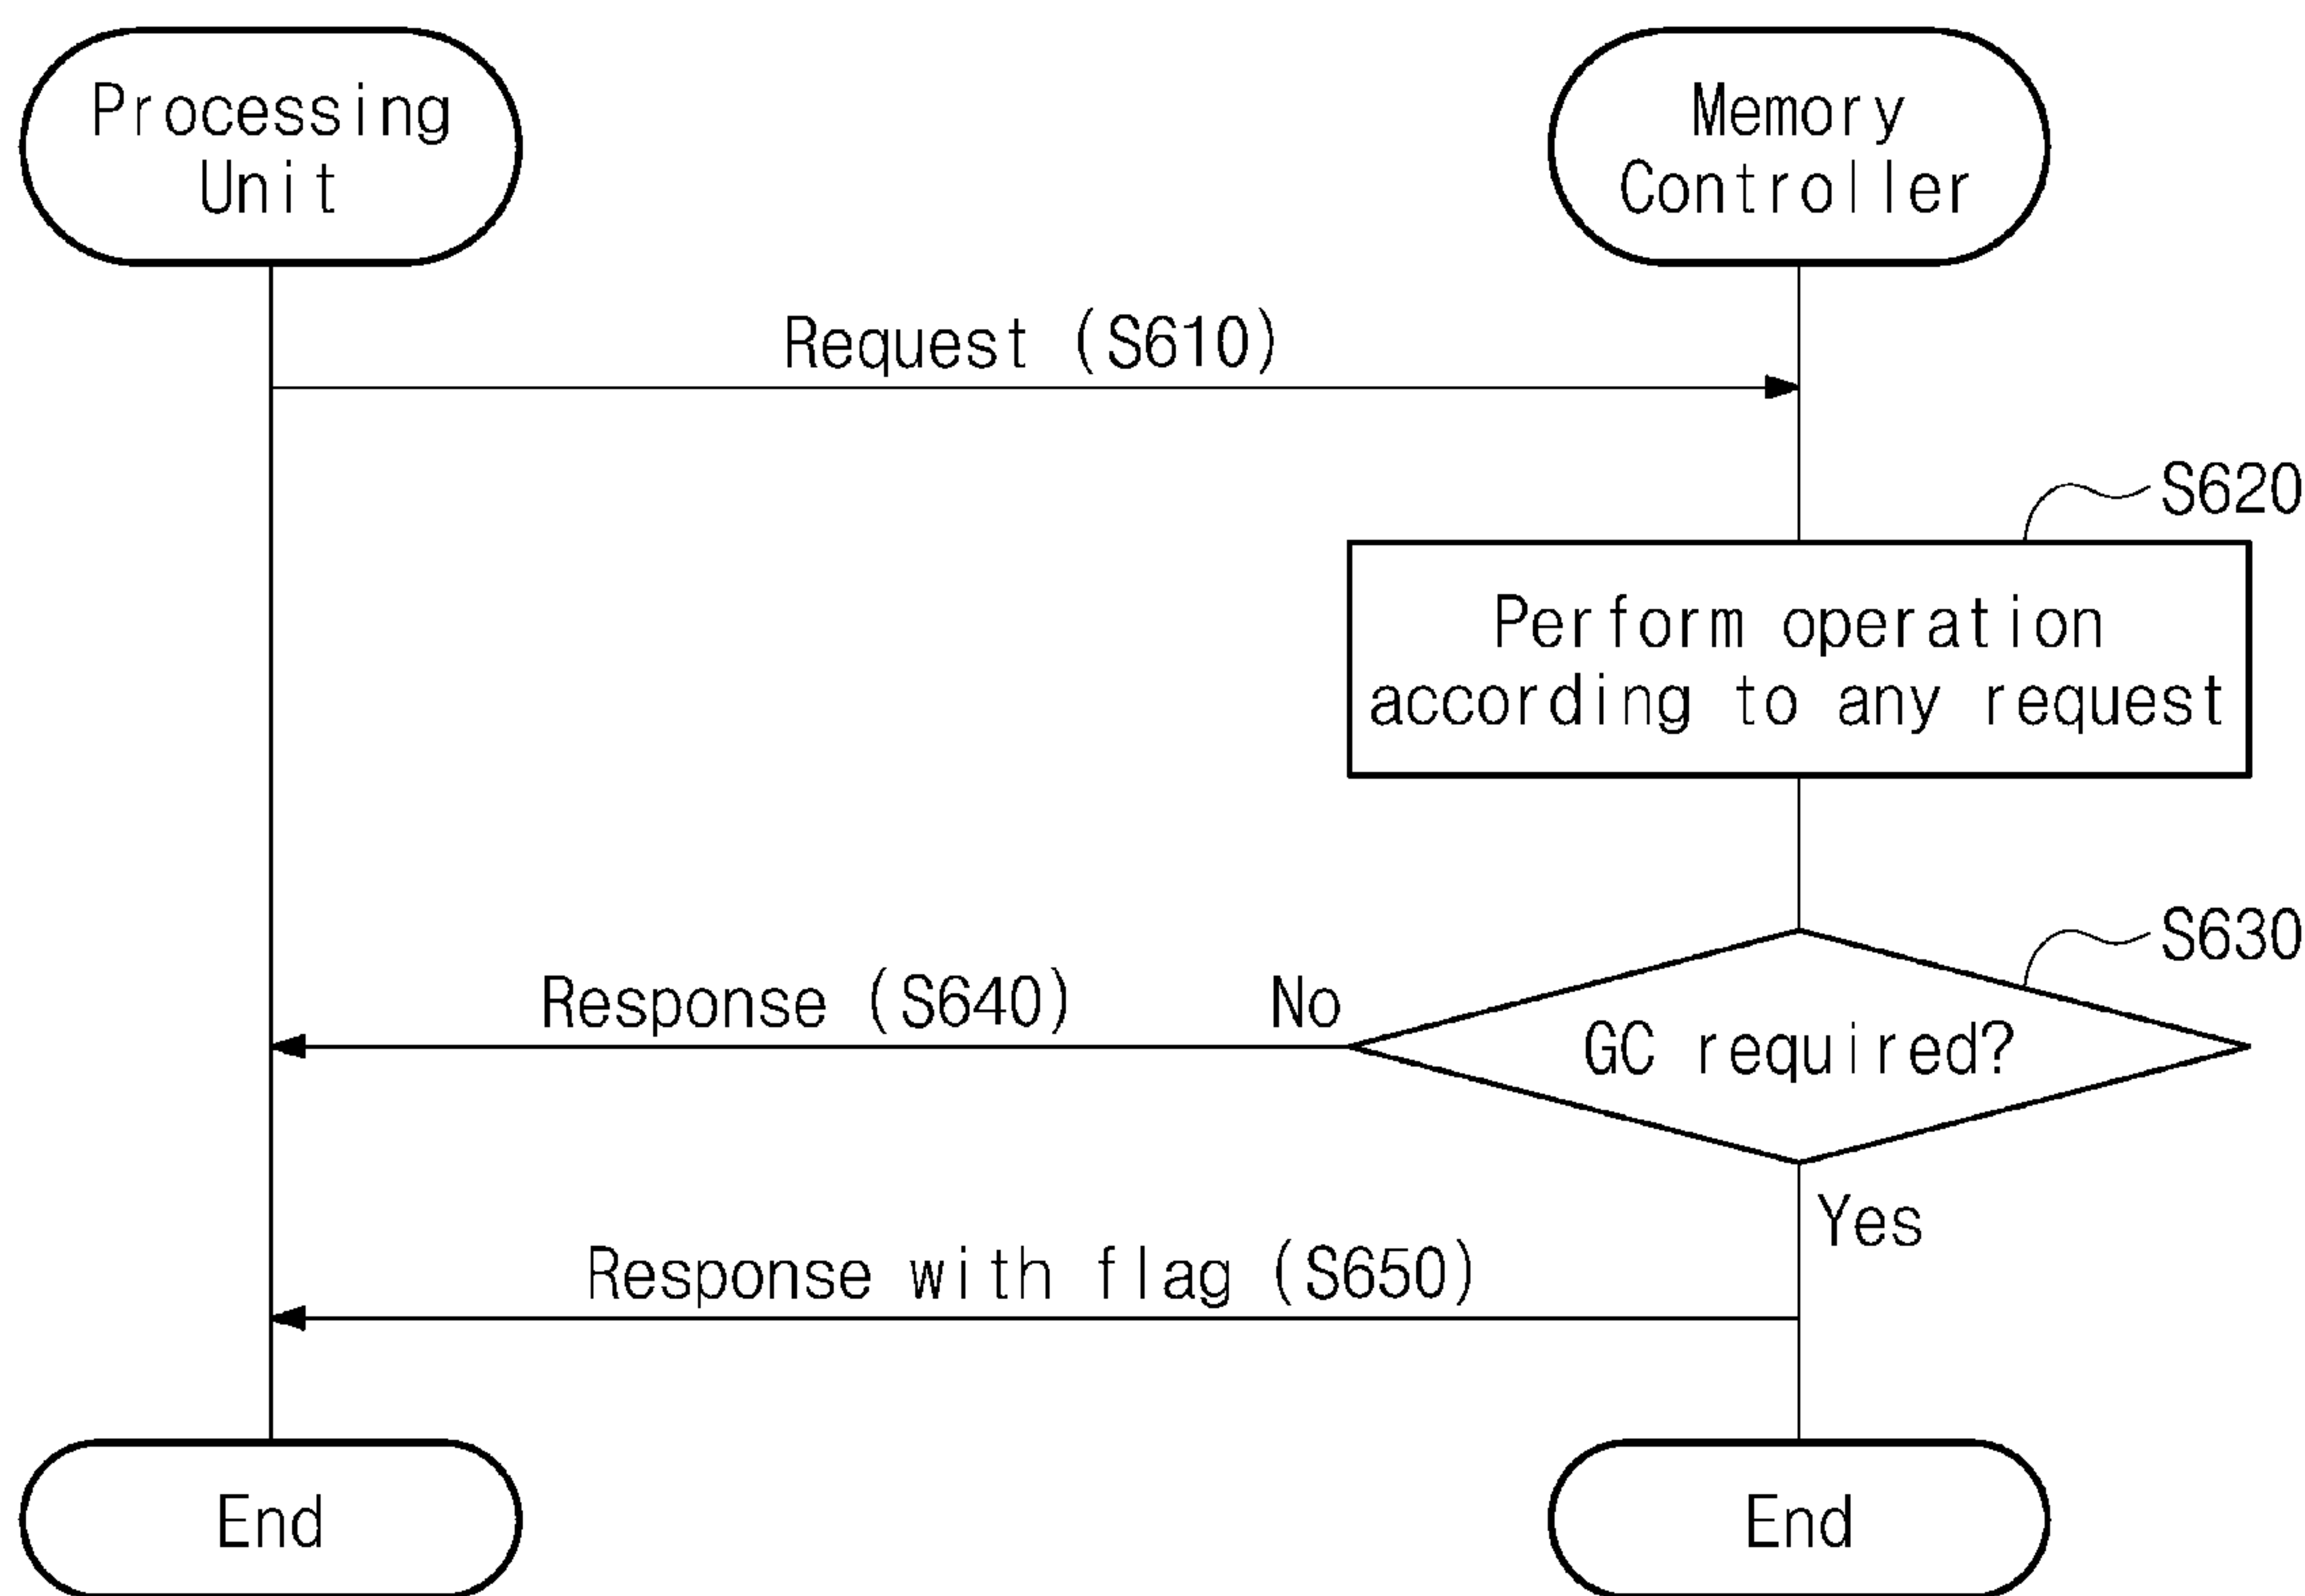 Processing
Unit
Memory
Controller
Request (S610)
S620
Perform operation
according to any request
S630
Response (S640)
No
GC required?
Yes
Response with flag (S650)
End
End